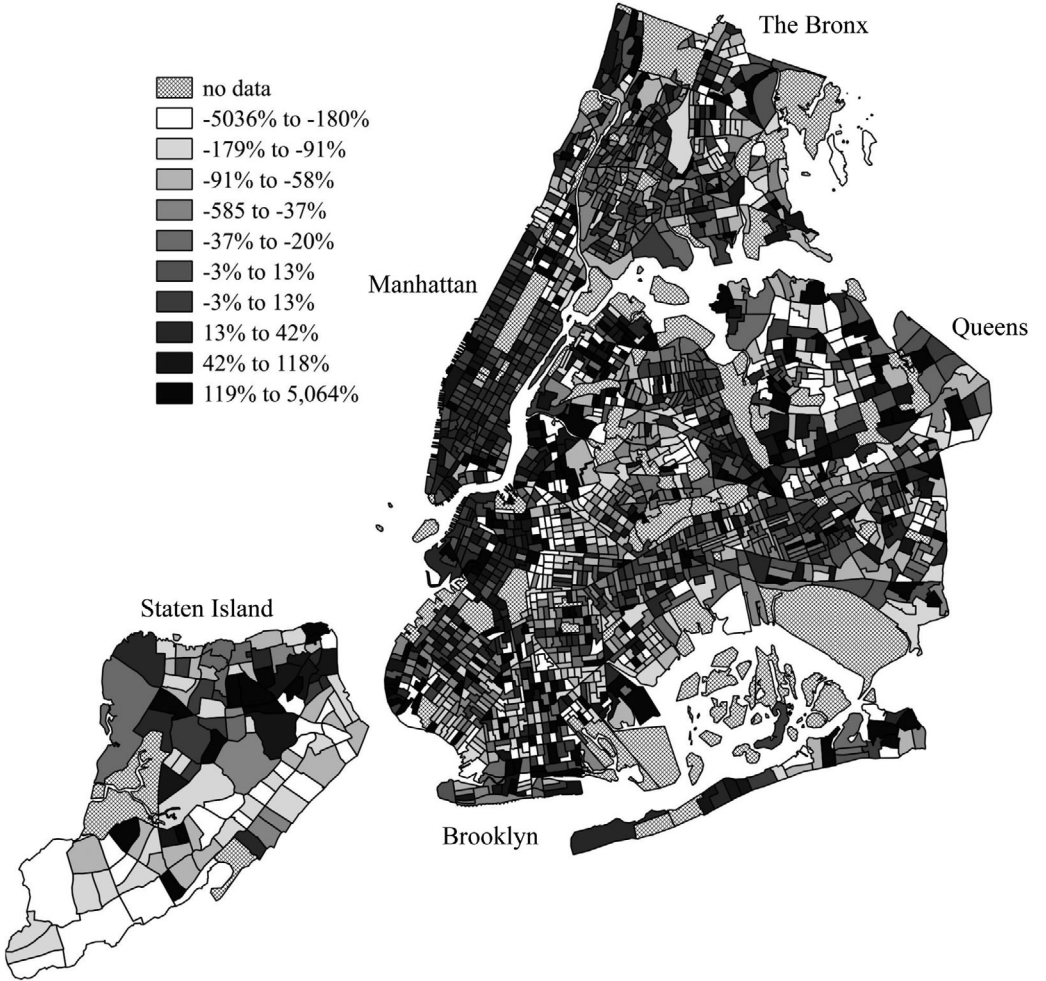 The Bronx
no data
-5036% to -180%
-179% to -91%
-91% to -58%
-585 to -37%
-37% to -20%
-3% to 13%
-3% to 13%
13% to 42%
42% to 118%
119% to 5,064%
Manhattan
Queens
Staten Island
Brooklyn